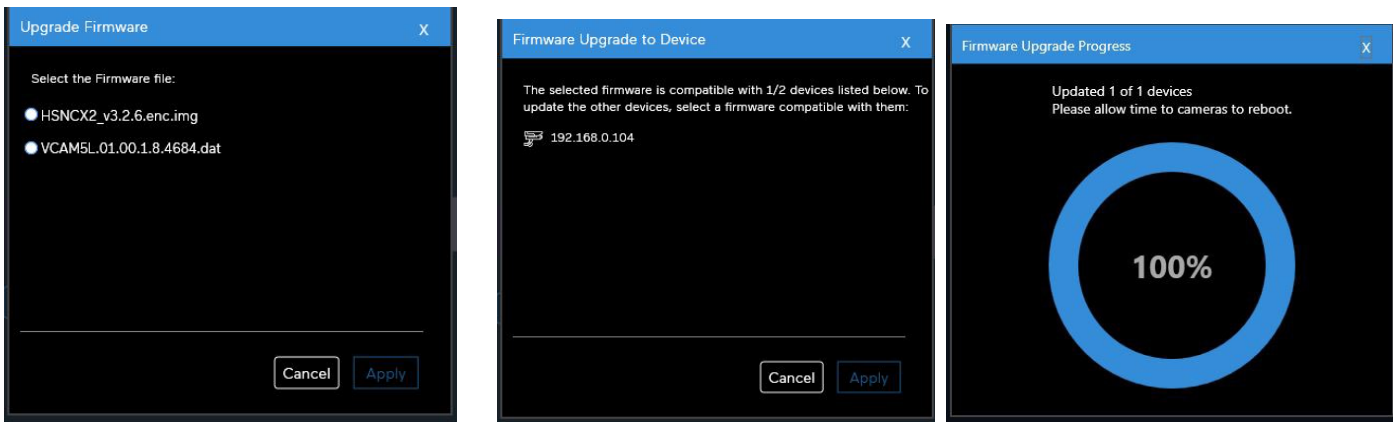 Upgrade Firmware X
Select the Firmware file:
HSNCX2_v3.2.6.enc.img
VCAM5L.01.00.1.8.4684.dat
Cancel Apply
Firmware Upgrade to Device X
The selected firmware is compatible with 1/2 devices listed below. To
update the other devices, select a firmware compatible with them:
192.168.0.104
Cancel Apply
Firmware Upgrade Progress X
Updated 1 of 1 devices
Please allow time to cameras to reboot.
100%